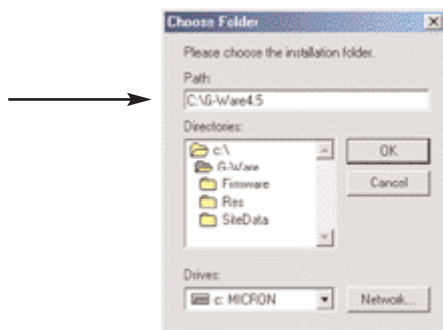 Choose Folder
Please choose the installation folder.
Path:
C:\G-Ware4.5
Directories:
c:\
G-Ware
Firmware
Res
SiteData
OK
Cancel
Drives:
c: MICRON
Network...